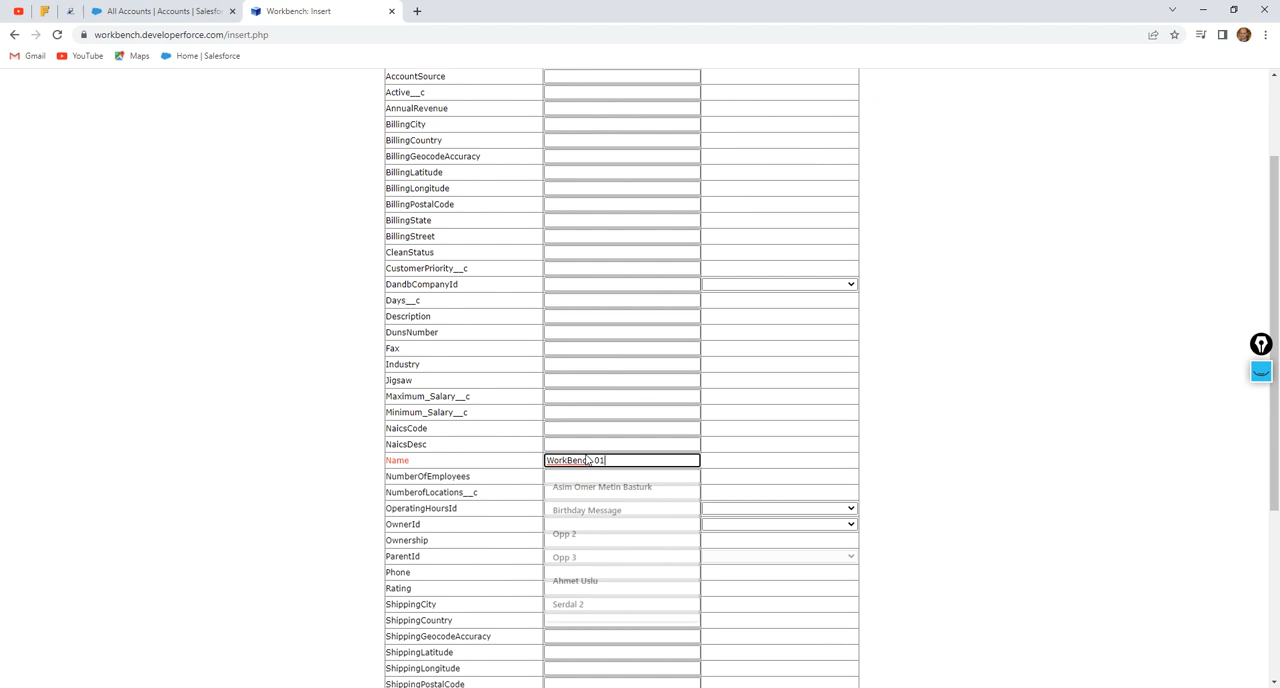 All Accounts | Accounts | Salesfo
Workbench: Insert
workbench.developerforce.com/insert.php
Gmail
YouTube
Maps
Home | Salesforce
AccountSource
Active__c
AnnualRevenue
BillingCity
BillingCountry
BillingGeocodeAccuracy
BillingLatitude
BillingLongitude
BillingPostalCode
BillingState
BillingStreet
CleanStatus
CustomerPriority__c
DandbCompanyId
Days__c
Description
DunsNumber
Fax
Industry
Jigsaw
Maximum_Salary__c
Minimum_Salary__c
NaicsCode
NaicsDesc
Name WorkBench 01
NumberOfEmployees
Asim Omer Metin Basturk
NumberofLocations__c
OperatingHoursId Birthday Message
OwnerId
Opp 2
Ownership
ParentId Opp 3
Phone
Ahmet Uslu
Rating
ShippingCity Serdal 2
ShippingCountry
ShippingGeocodeAccuracy
ShippingLatitude
ShippingLongitude
ShippingPostalCode